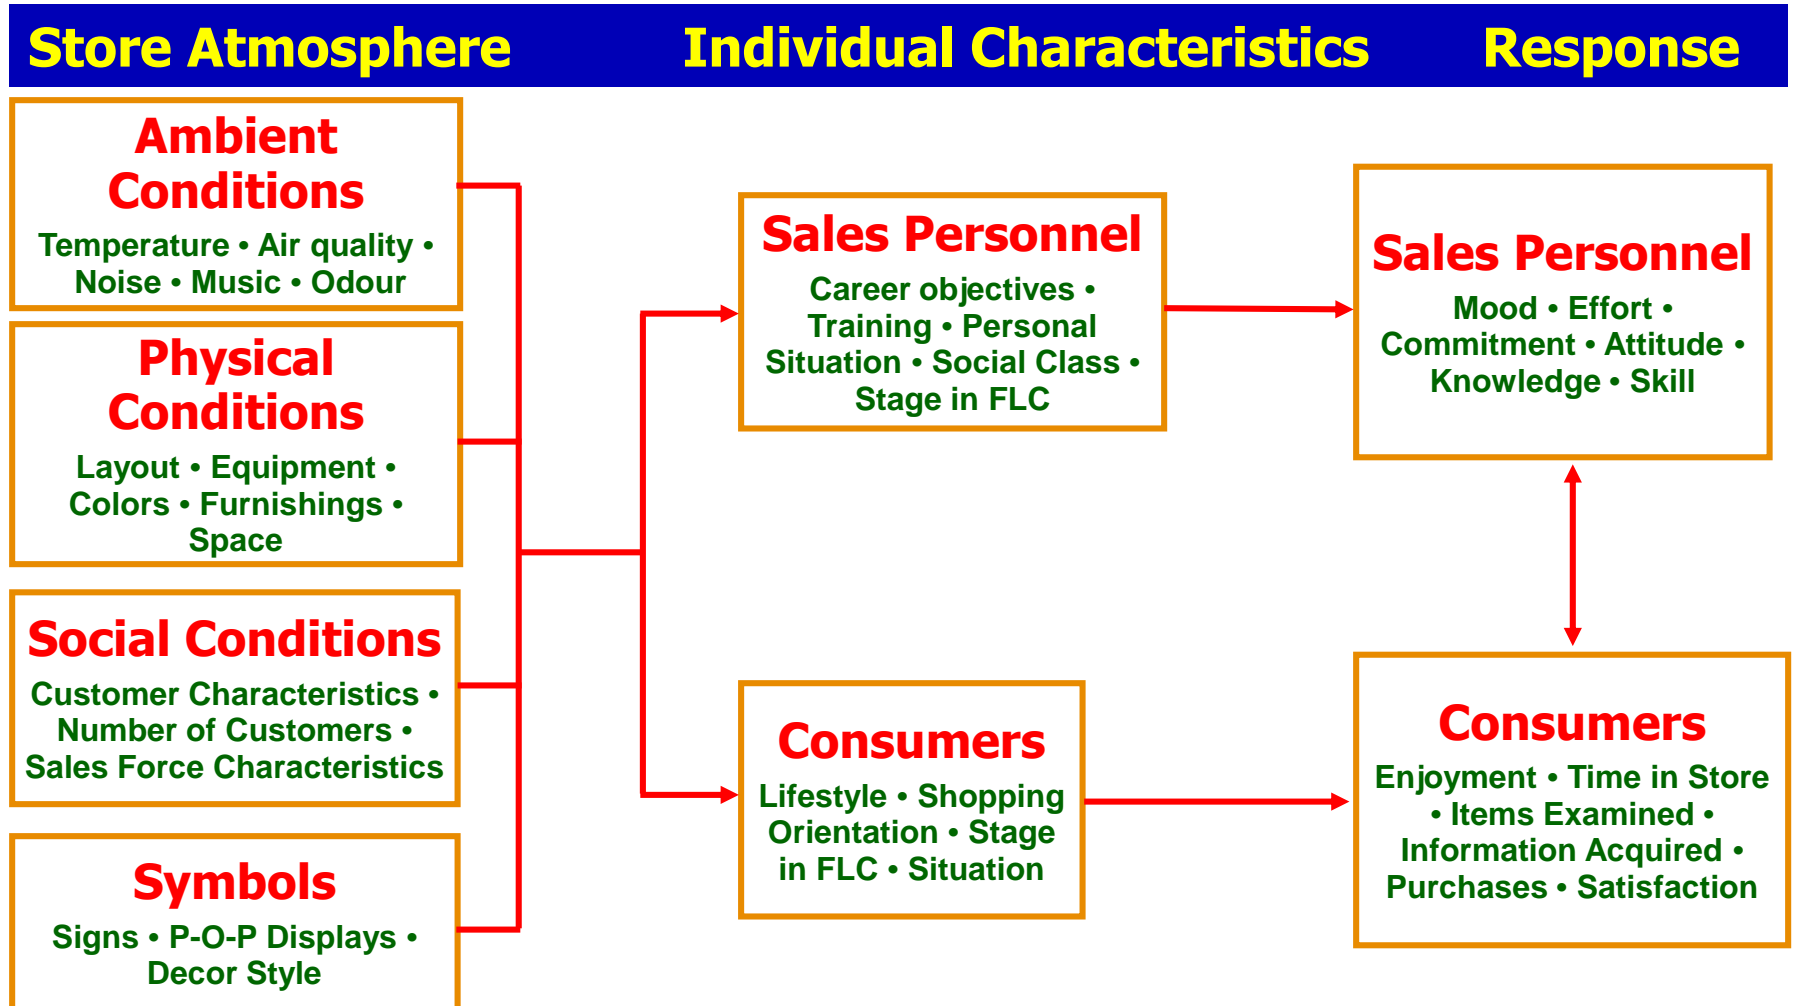 Store Atmosphere Individual Characteristics Response
Ambient
Conditions
Temperature • Air quality •
Noise • Music • Odour
Physical
Conditions
Layout • Equipment •
Colors • Furnishings •
Space
Social Conditions
Customer Characteristics •
Number of Customers •
Sales Force Characteristics
Symbols
Signs • P-O-P Displays •
Decor Style
Sales Personnel
Career objectives •
Training • Personal
Situation • Social Class •
Stage in FLC
Consumers
Lifestyle • Shopping
Orientation • Stage
in FLC • Situation
Sales Personnel
Mood • Effort •
Commitment • Attitude •
Knowledge • Skill
Consumers
Enjoyment • Time in Store
• Items Examined •
Information Acquired •
Purchases • Satisfaction